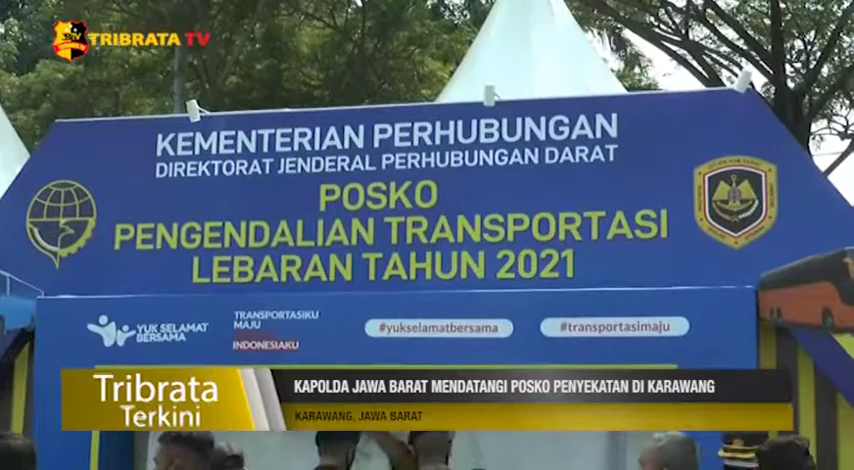 TRIBRATA TV
KEMENTERIAN PERHUBUNGAN
DIREKTORAT JENDERAL PERHUBUNGAN DARAT
POSKO
PENGENDALIAN TRANSPORTASI
LEBARAN TAHUN 2021
YUK SELAMAT
BERSAMA
TRANSPORTASIKU
MAJU
INDONESIAKU
#yukselamatbersama
#transportasimaju
Tribrata
Terkini
KAPOLDA JAWA BARAT MENDATANGI POSKO PENYEKATAN DI KARAWANG
KARAWANG, JAWA BARAT